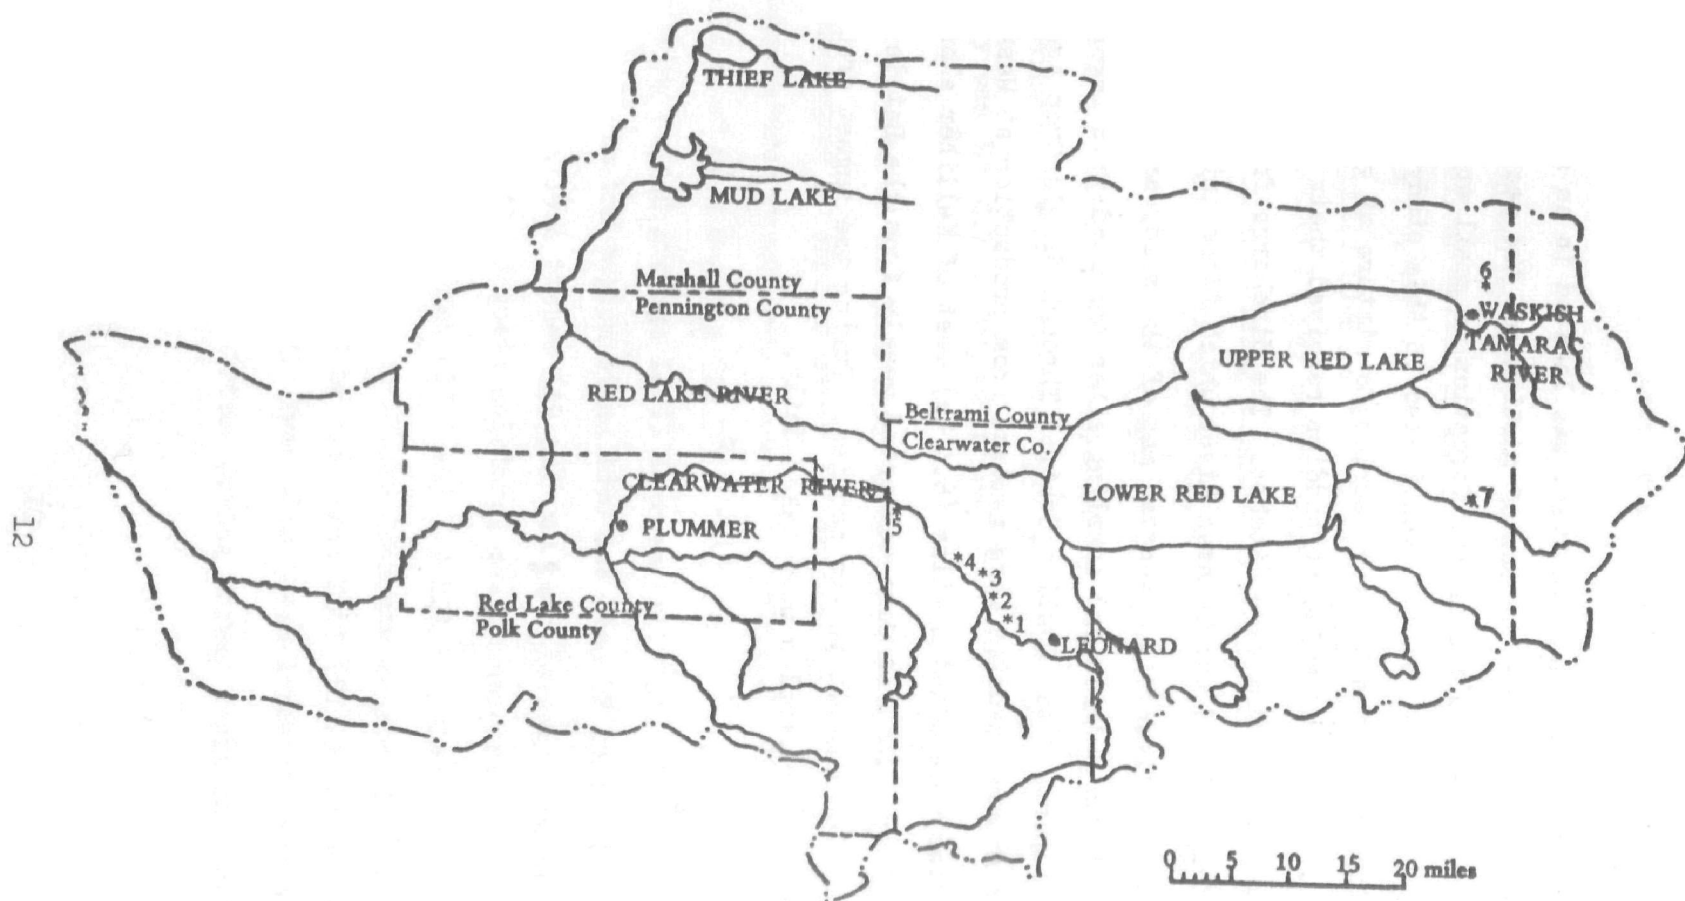 THIEF LAKE
MUD LAKE
Marshall County
Pennington County
6
*
WASKISH
TAMARAC
RIVER
UPPER RED LAKE
RED LAKE RIVER
Beltrami County
Clearwater Co.
CLEARWATER RIVER
LOWER RED LAKE
*7
PLUMMER
*
5
*4
*3
*2
*1
Red Lake County
Polk County
LEONARD
0 5 10 15 20 miles
12